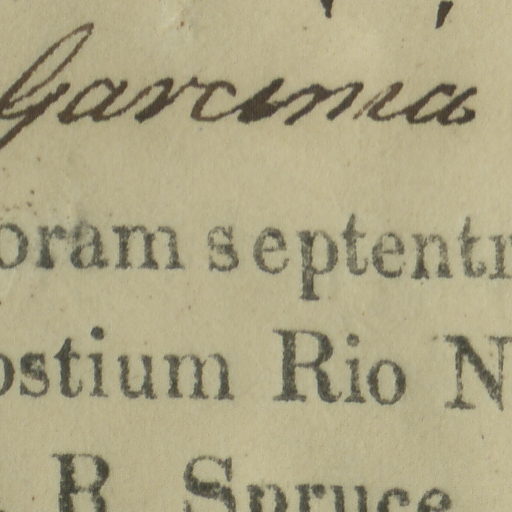 Garcinia
oram septentr
ostium Rio N
. R. Spruce